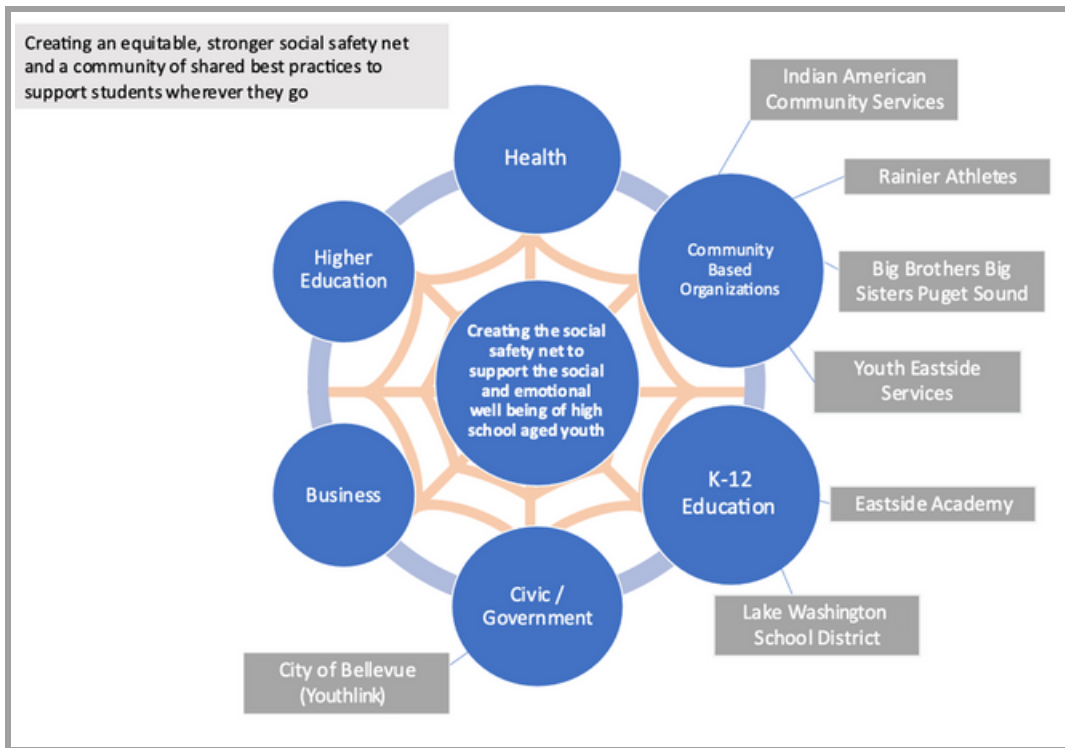 Creating an equitable, stronger social safety net
and a community of shared best practices to
support students wherever they go
Health
Indian American
Community Services
Rainier Athletes
Higher
Education
Community
Based
Organizations
Big Brothers Big
Sisters Puget Sound
Creating the social
safety net to
support the social
and emotional
well being of high
school aged youth
Youth Eastside
Services
Business
K-12
Education
Eastside Academy
Civic /
Government
Lake Washington
School District
City of Bellevue
(Youthlink)